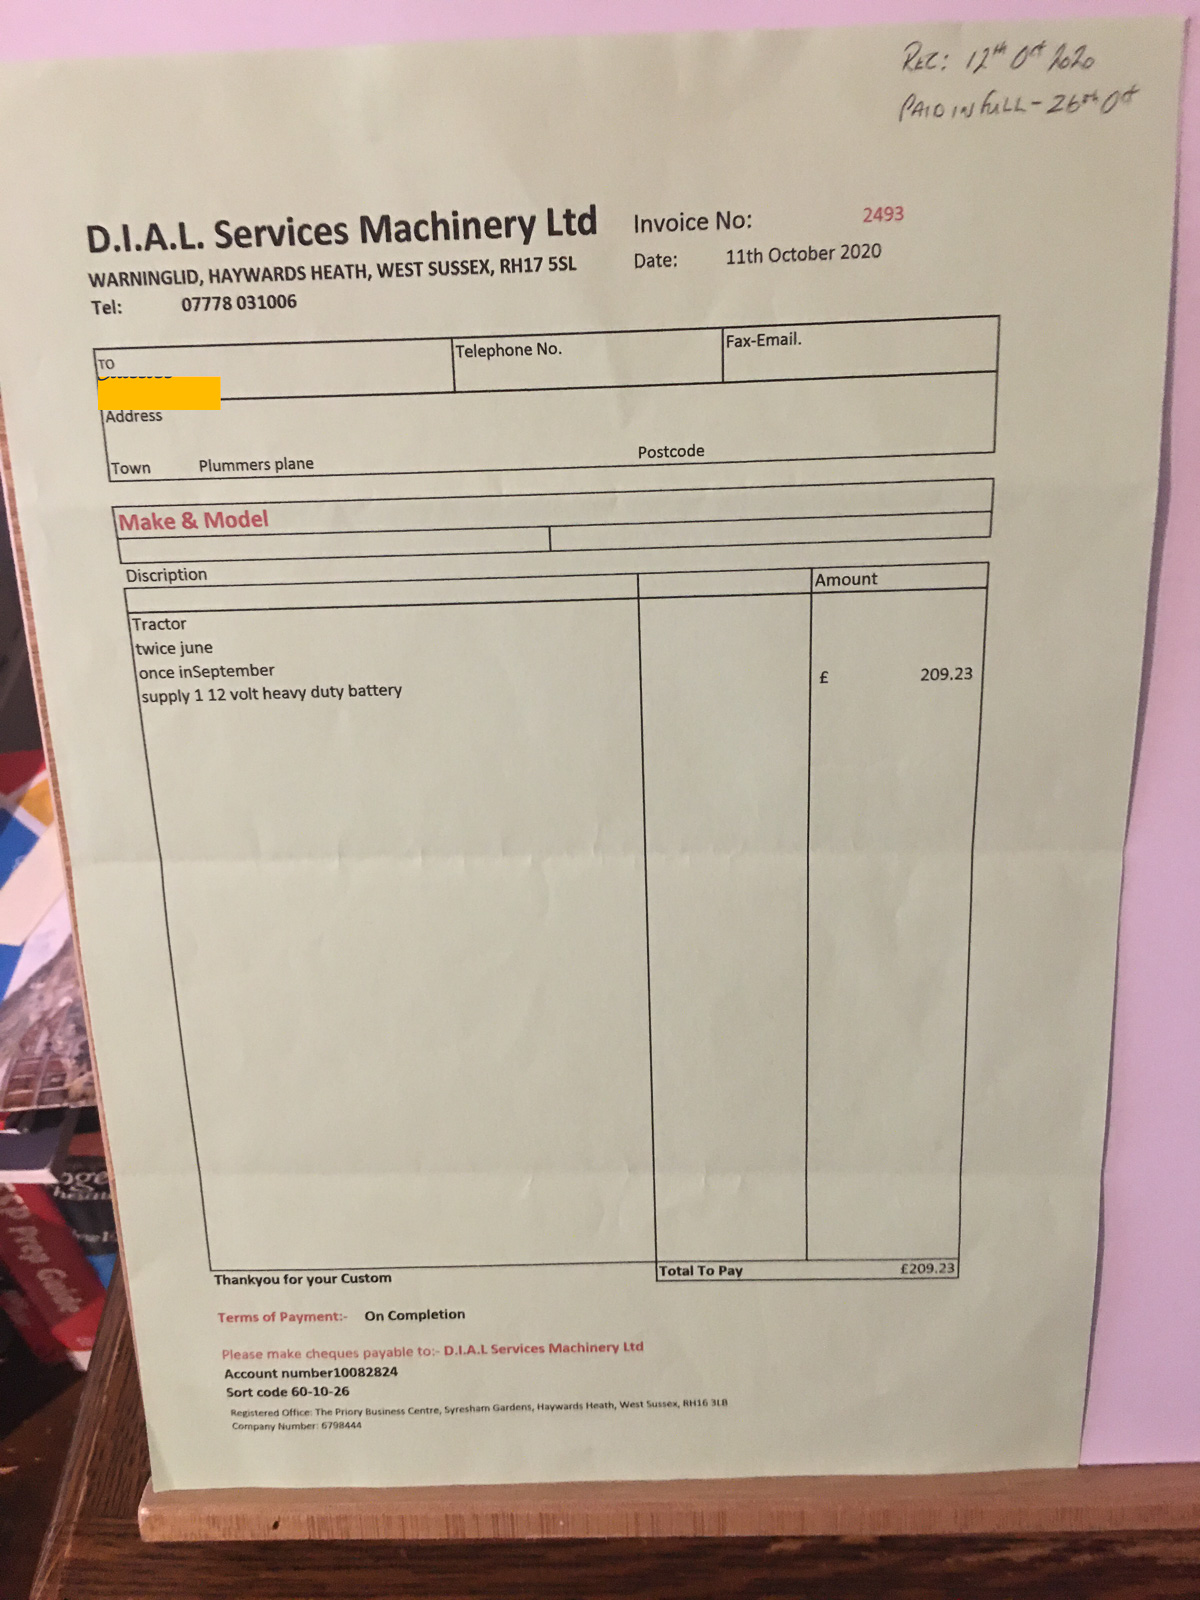 REC: 12th Oct 2020
PAID IN FULL - 26th Oct
D.I.A.L. Services Machinery Ltd
WARNINGLID, HAYWARDS HEATH, WEST SUSSEX, RH17 5SL
Tel: 07778 031006
Invoice No: 2493
Date: 11th October 2020
TO
Telephone No.
Fax-Email.
Address
Town Plummers plane
Postcode
Make & Model
Discription
Amount
Tractor
twice june
once inSeptember
supply 1 12 volt heavy duty battery
£ 209.23
Thankyou for your Custom
Total To Pay £209.23
Terms of Payment:- On Completion
Please make cheques payable to:- D.I.A.L Services Machinery Ltd
Account number10082824
Sort code 60-10-26
Registered Office: The Priory Business Centre, Syresham Gardens, Haywards Heath, West Sussex, RH16 3LB
Company Number: 6798444
Prep Guide